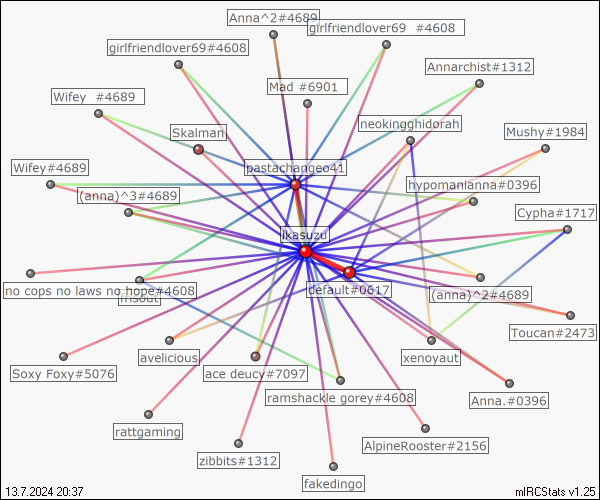 Anna^2#4689
girlfriendlover69 #4608
girlfriendlover69#4608
Annarchist#1312
Mad #6901
Wifey #4689
neokingghidorah
Skalman
Mushy#1984
pastachangeo41
Wifey#4689
hypomanianna#0396
(anna)^3#4689
Cypha#1717
ikasuzu
default#0617
no cops no laws no hope#4608
(anna)^2#4689
Toucan#2473
avelicious
xenoyaut
Soxy Foxy#5076
ace deucy#7097
ramshackle gorey#4608
Anna.#0396
rattgaming
AlpineRooster#2156
zibbits#1312
fakedingo
13.7.2024 20:37
mIRCStats v1.25